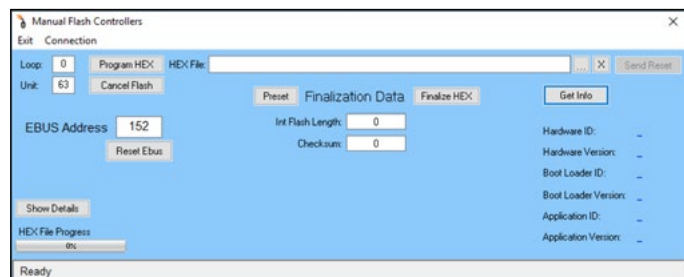 Manual Flash Controllers
Exit Connection
Loop: 0 Program HEX HEX File: ... X Send Reset
Unit: 63 Cancel Flash
Preset Finalization Data Finalize HEX Get Info
EBUS Address 152 Int Flash Length: 0
Reset Ebus Checksum: 0
Hardware ID: _
Hardware Version: _
Boot Loader ID: _
Boot Loader Version: _
Show Details
Application ID: _
HEX File Progress
Application Version: _
0%
Ready